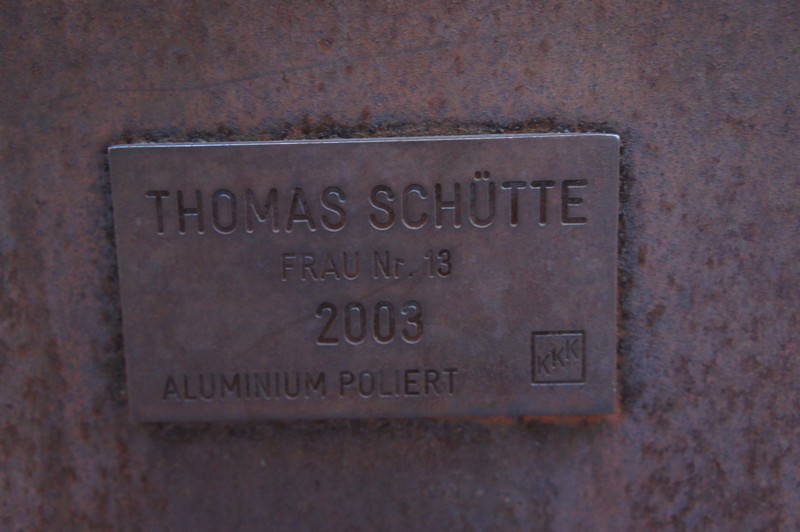 THOMAS SCHÜTTE
FRAU Nr. 13
2003
KKK
ALUMINIUM POLIERT